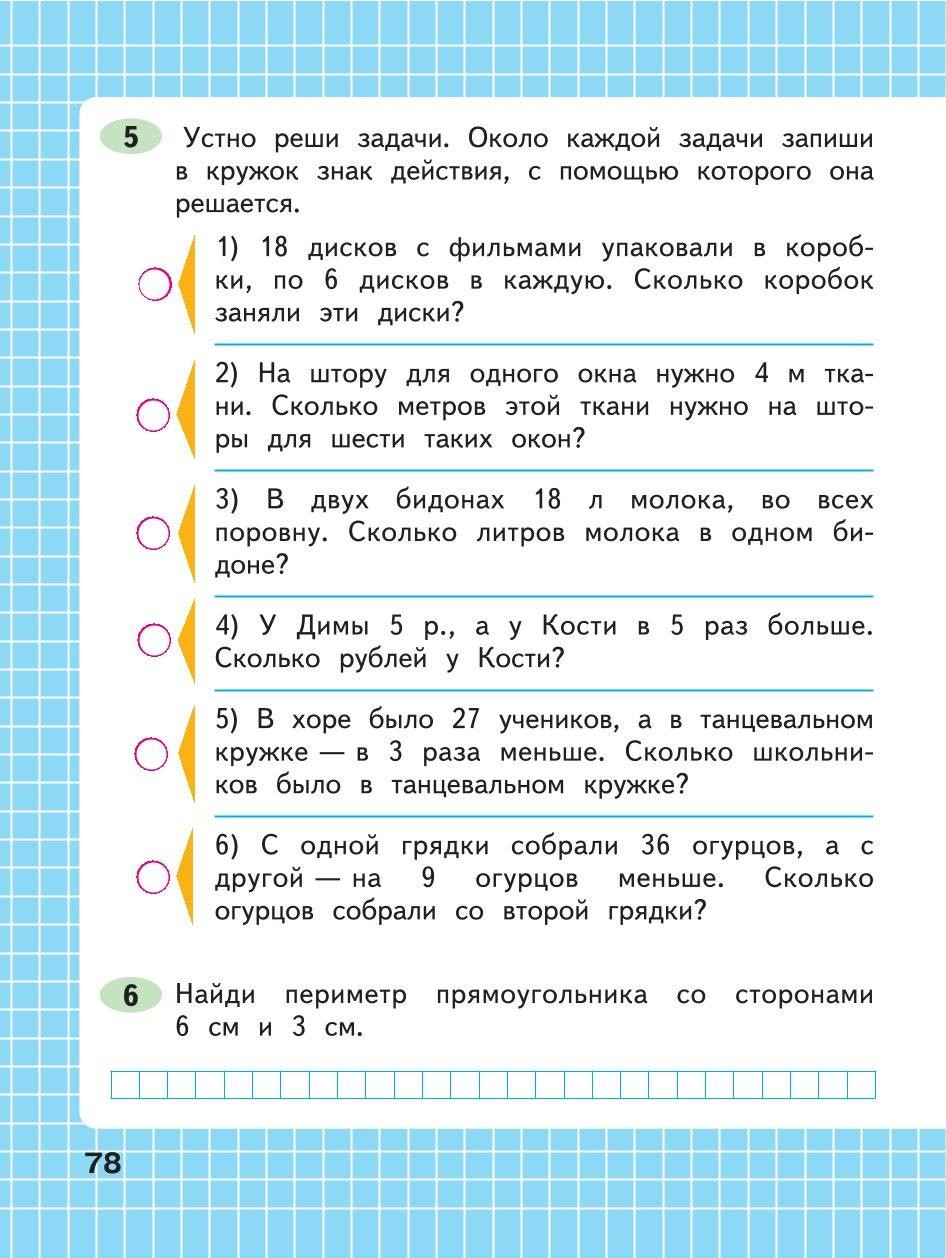 5 Устно реши задачи. Около каждой задачи запиши
в кружок знак действия, с помощью которого она
решается.
1) 18 дисков с фильмами упаковали в короб-
ки, по 6 дисков в каждую. Сколько коробок
заняли эти диски?
2) На штору для одного окна нужно 4 м тка-
ни. Сколько метров этой ткани нужно на што-
ры для шести таких окон?
3) В двух бидонах 18 л молока, во всех
поровну. Сколько литров молока в одном би-
доне?
4) У Димы 5 р., а у Кости в 5 раз больше.
Сколько рублей у Кости?
5) В хоре было 27 учеников, а в танцевальном
кружке — в 3 раза меньше. Сколько школьни-
ков было в танцевальном кружке?
6) С одной грядки собрали 36 огурцов, а с
другой — на 9 огурцов меньше. Сколько
огурцов собрали со второй грядки?
6 Найди периметр прямоугольника со сторонами
6 см и 3 см.
78